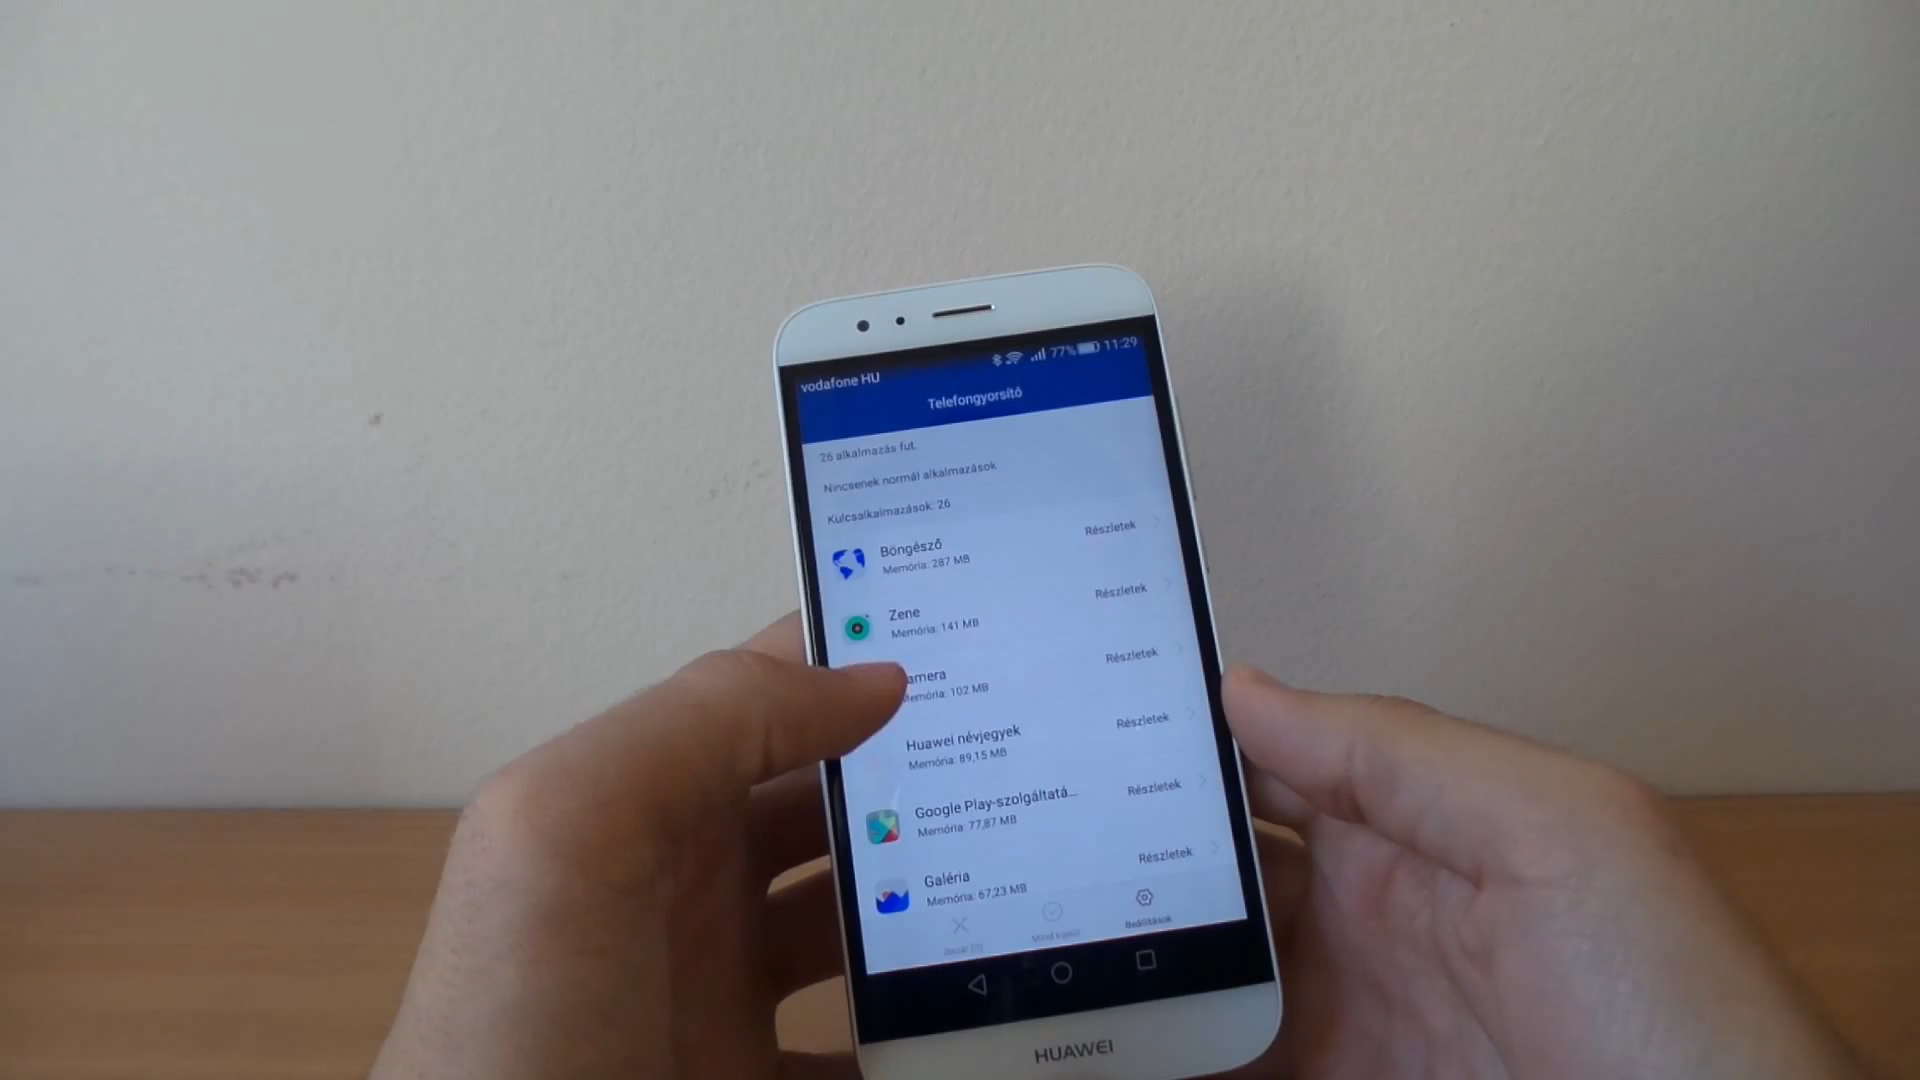 vodafone HU
77% 11:29
Telefongyorsító
26 alkalmazás fut.
Nincsenek normál alkalmazások
Kulcsalkalmazások: 26
Böngésző
Memória: 287 MB
Részletek
Zene
Memória: 141 MB
Részletek
amera
Memória: 102 MB
Részletek
Huawei névjegyek
Memória: 89,15 MB
Részletek
Google Play-szolgáltatá...
Memória: 77,87 MB
Részletek
Galéria
Memória: 67,23 MB
Részletek
Beállítások
HUAWEI